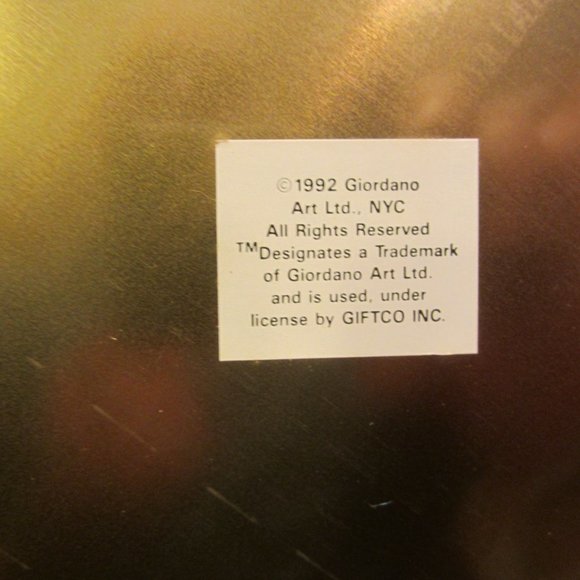 ©1992 Giordano
Art Ltd., NYC
All Rights Reserved
™Designates a Trademark
of Giordano Art Ltd.
and is used, under
license by GIFTCO INC.